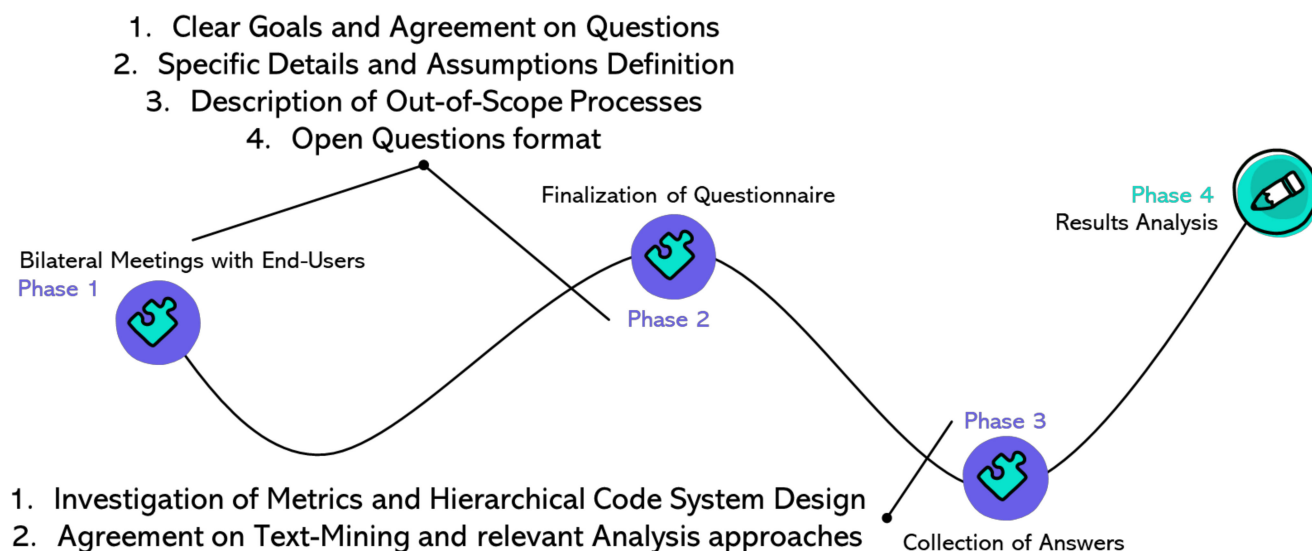 1. Clear Goals and Agreement on Questions
2. Specific Details and Assumptions Definition
3. Description of Out-of-Scope Processes
4. Open Questions format
Bilateral Meetings with End-Users
Phase 1
Finalization of Questionnaire
Phase 2
Phase 4
Results Analysis
Phase 3
Collection of Answers
1. Investigation of Metrics and Hierarchical Code System Design
2. Agreement on Text-Mining and relevant Analysis approaches